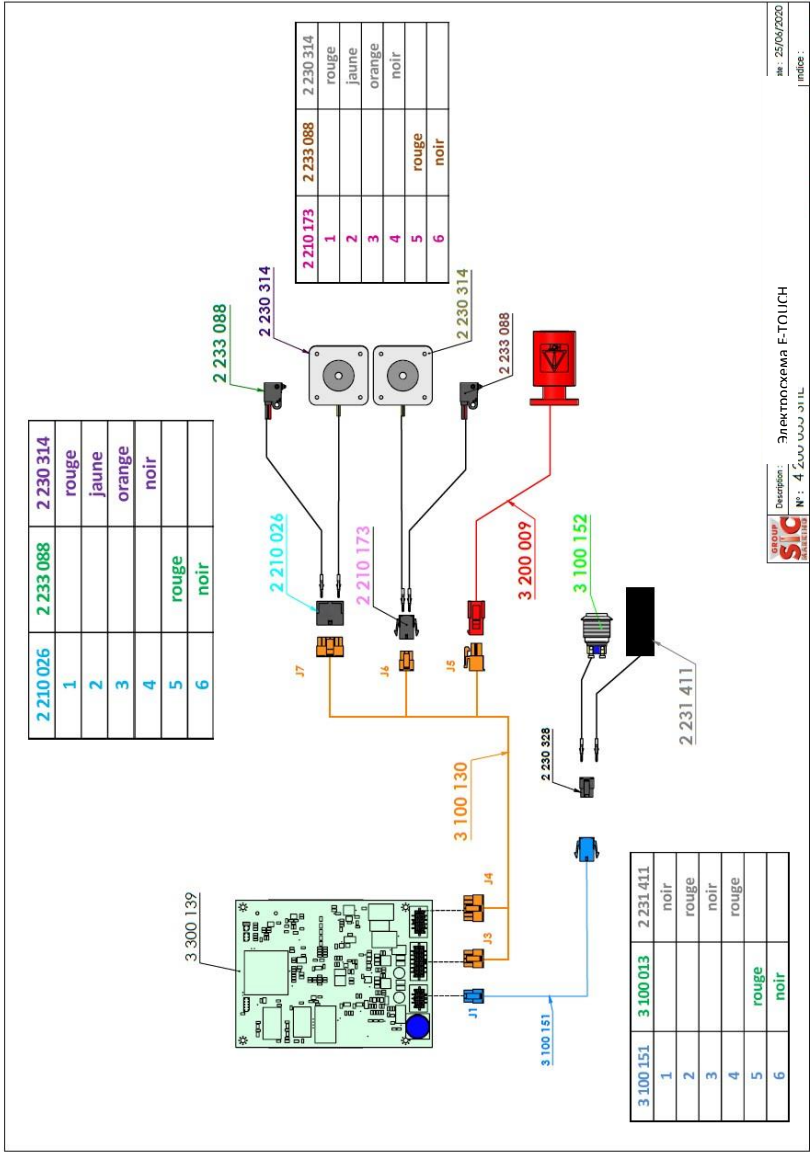 2 210 026 2 233 088 2 230 314
1 rouge
2 jaune
3 orange
4 noir
5 rouge
6 noir
2 210 173 2 233 088 2 230 314
1 rouge
2 jaune
3 orange
4 noir
5 rouge
6 noir
3 300 139
2 233 088
2 230 314
2 230 314
2 233 088
2 210 026
2 210 173
J7
J6
J5
3 200 009
3 100 130
J4
J3
J1
3 100 151
3 100 152
2 230 328
2 231 411
3 100 151 3 100 013 2 231 411
1 noir
2 rouge
3 noir
4 rouge
5 rouge
6 noir
GROUP
SIC
MARKING
Description :
Электросхема E-TOUCH
: 25/06/2020
N° : 4
indice :